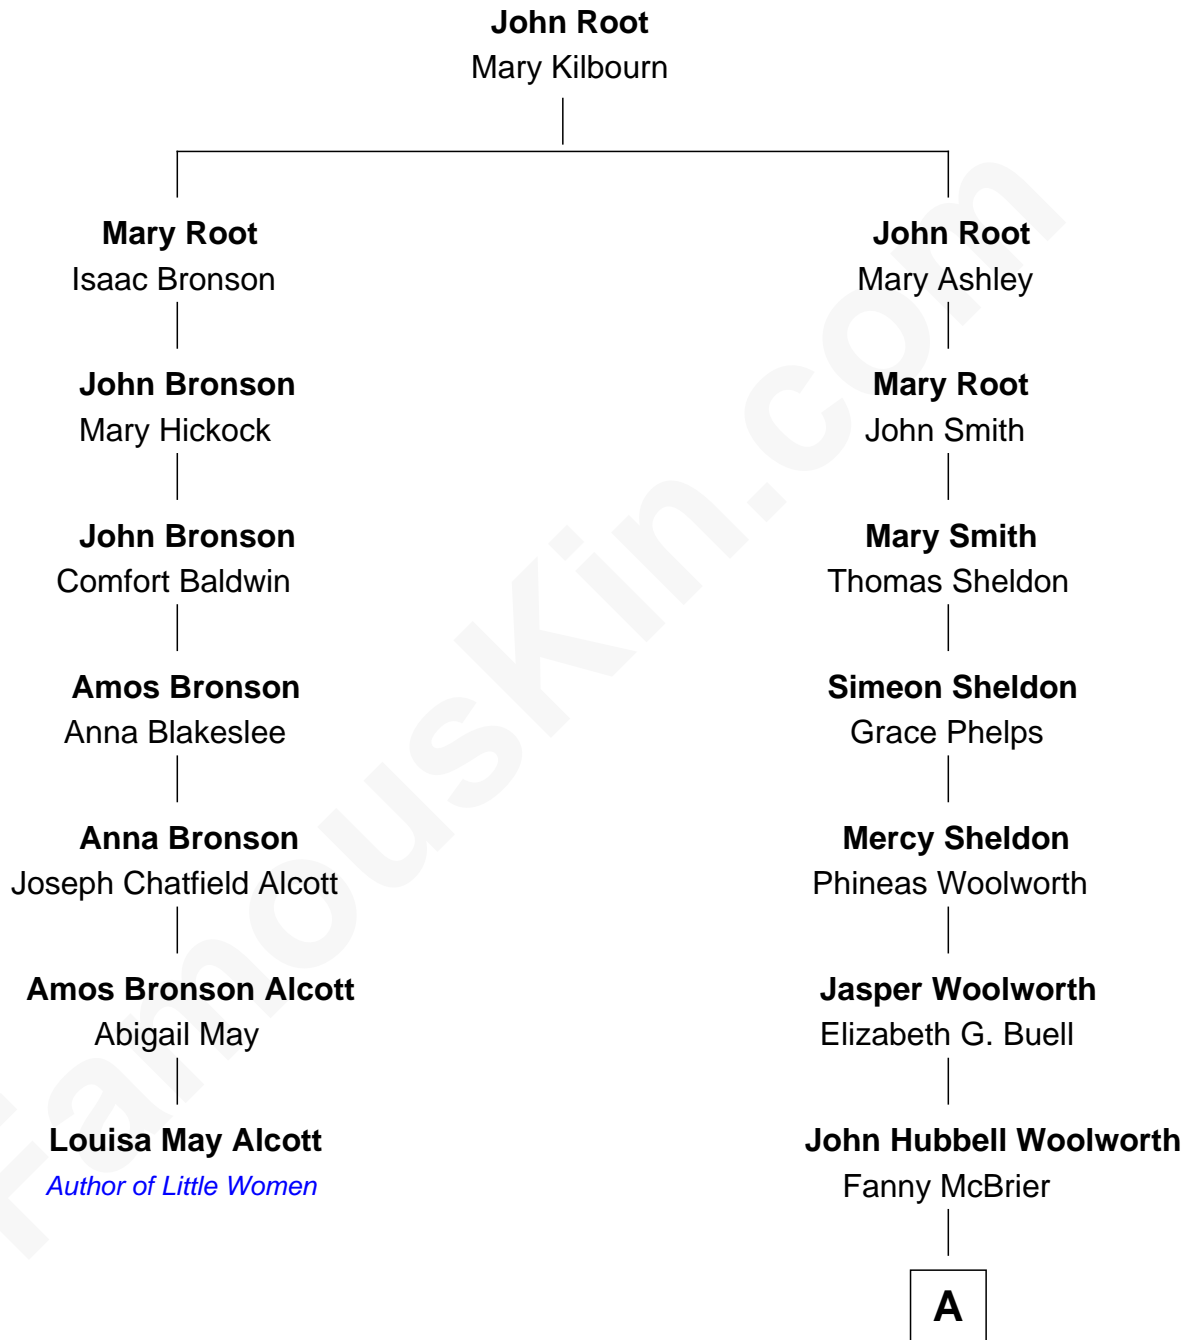 John Root
Mary Kilbourn
Mary Root
Isaac Bronson
John Bronson
Mary Hickock
John Bronson
Comfort Baldwin
Amos Bronson
Anna Blakeslee
Anna Bronson
Joseph Chatfield Alcott
Amos Bronson Alcott
Abigail May
Louisa May Alcott
Author of Little Women
John Root
Mary Ashley
Mary Root
John Smith
Mary Smith
Thomas Sheldon
Simeon Sheldon
Grace Phelps
Mercy Sheldon
Phineas Woolworth
Jasper Woolworth
Elizabeth G. Buell
John Hubbell Woolworth
Fanny McBrier
A
FamousKin.com